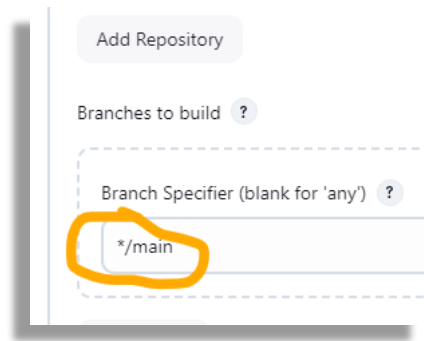 Add Repository
Branches to build ?
Branch Specifier (blank for 'any') ?
*/main